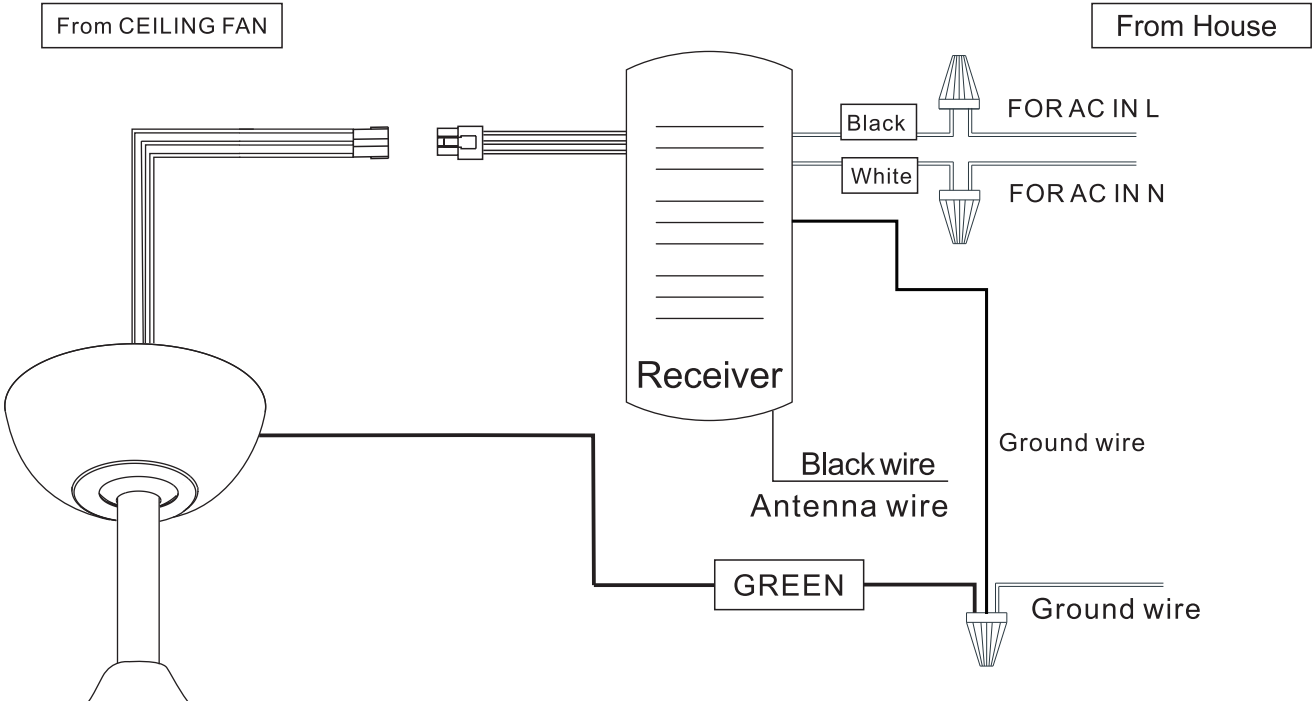 From CEILING FAN
From House
FOR AC IN L
Black
White
FOR AC IN N
Receiver
Ground wire
Black wire
Antenna wire
GREEN
Ground wire